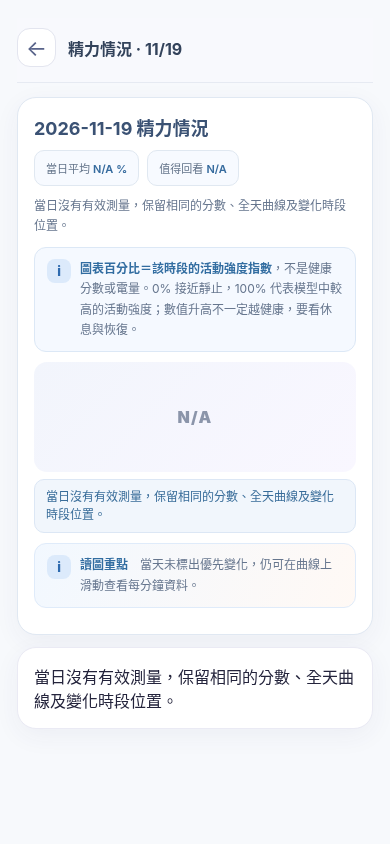 精力情況 · 11/19
2026-11-19 精力情況
當日平均 N/A %
值得回看 N/A
當日沒有有效測量，保留相同的分數、全天曲線及變化時段
位置。
i
圖表百分比＝該時段的活動強度指數，不是健康
分數或電量。0% 接近靜止，100% 代表模型中較
高的活動強度；數值升高不一定越健康，要看休
息與恢復。
N/A
當日沒有有效測量，保留相同的分數、全天曲線及變化
時段位置。
i
讀圖重點　當天未標出優先變化，仍可在曲線上
滑動查看每分鐘資料。
當日沒有有效測量，保留相同的分數、全天曲
線及變化時段位置。